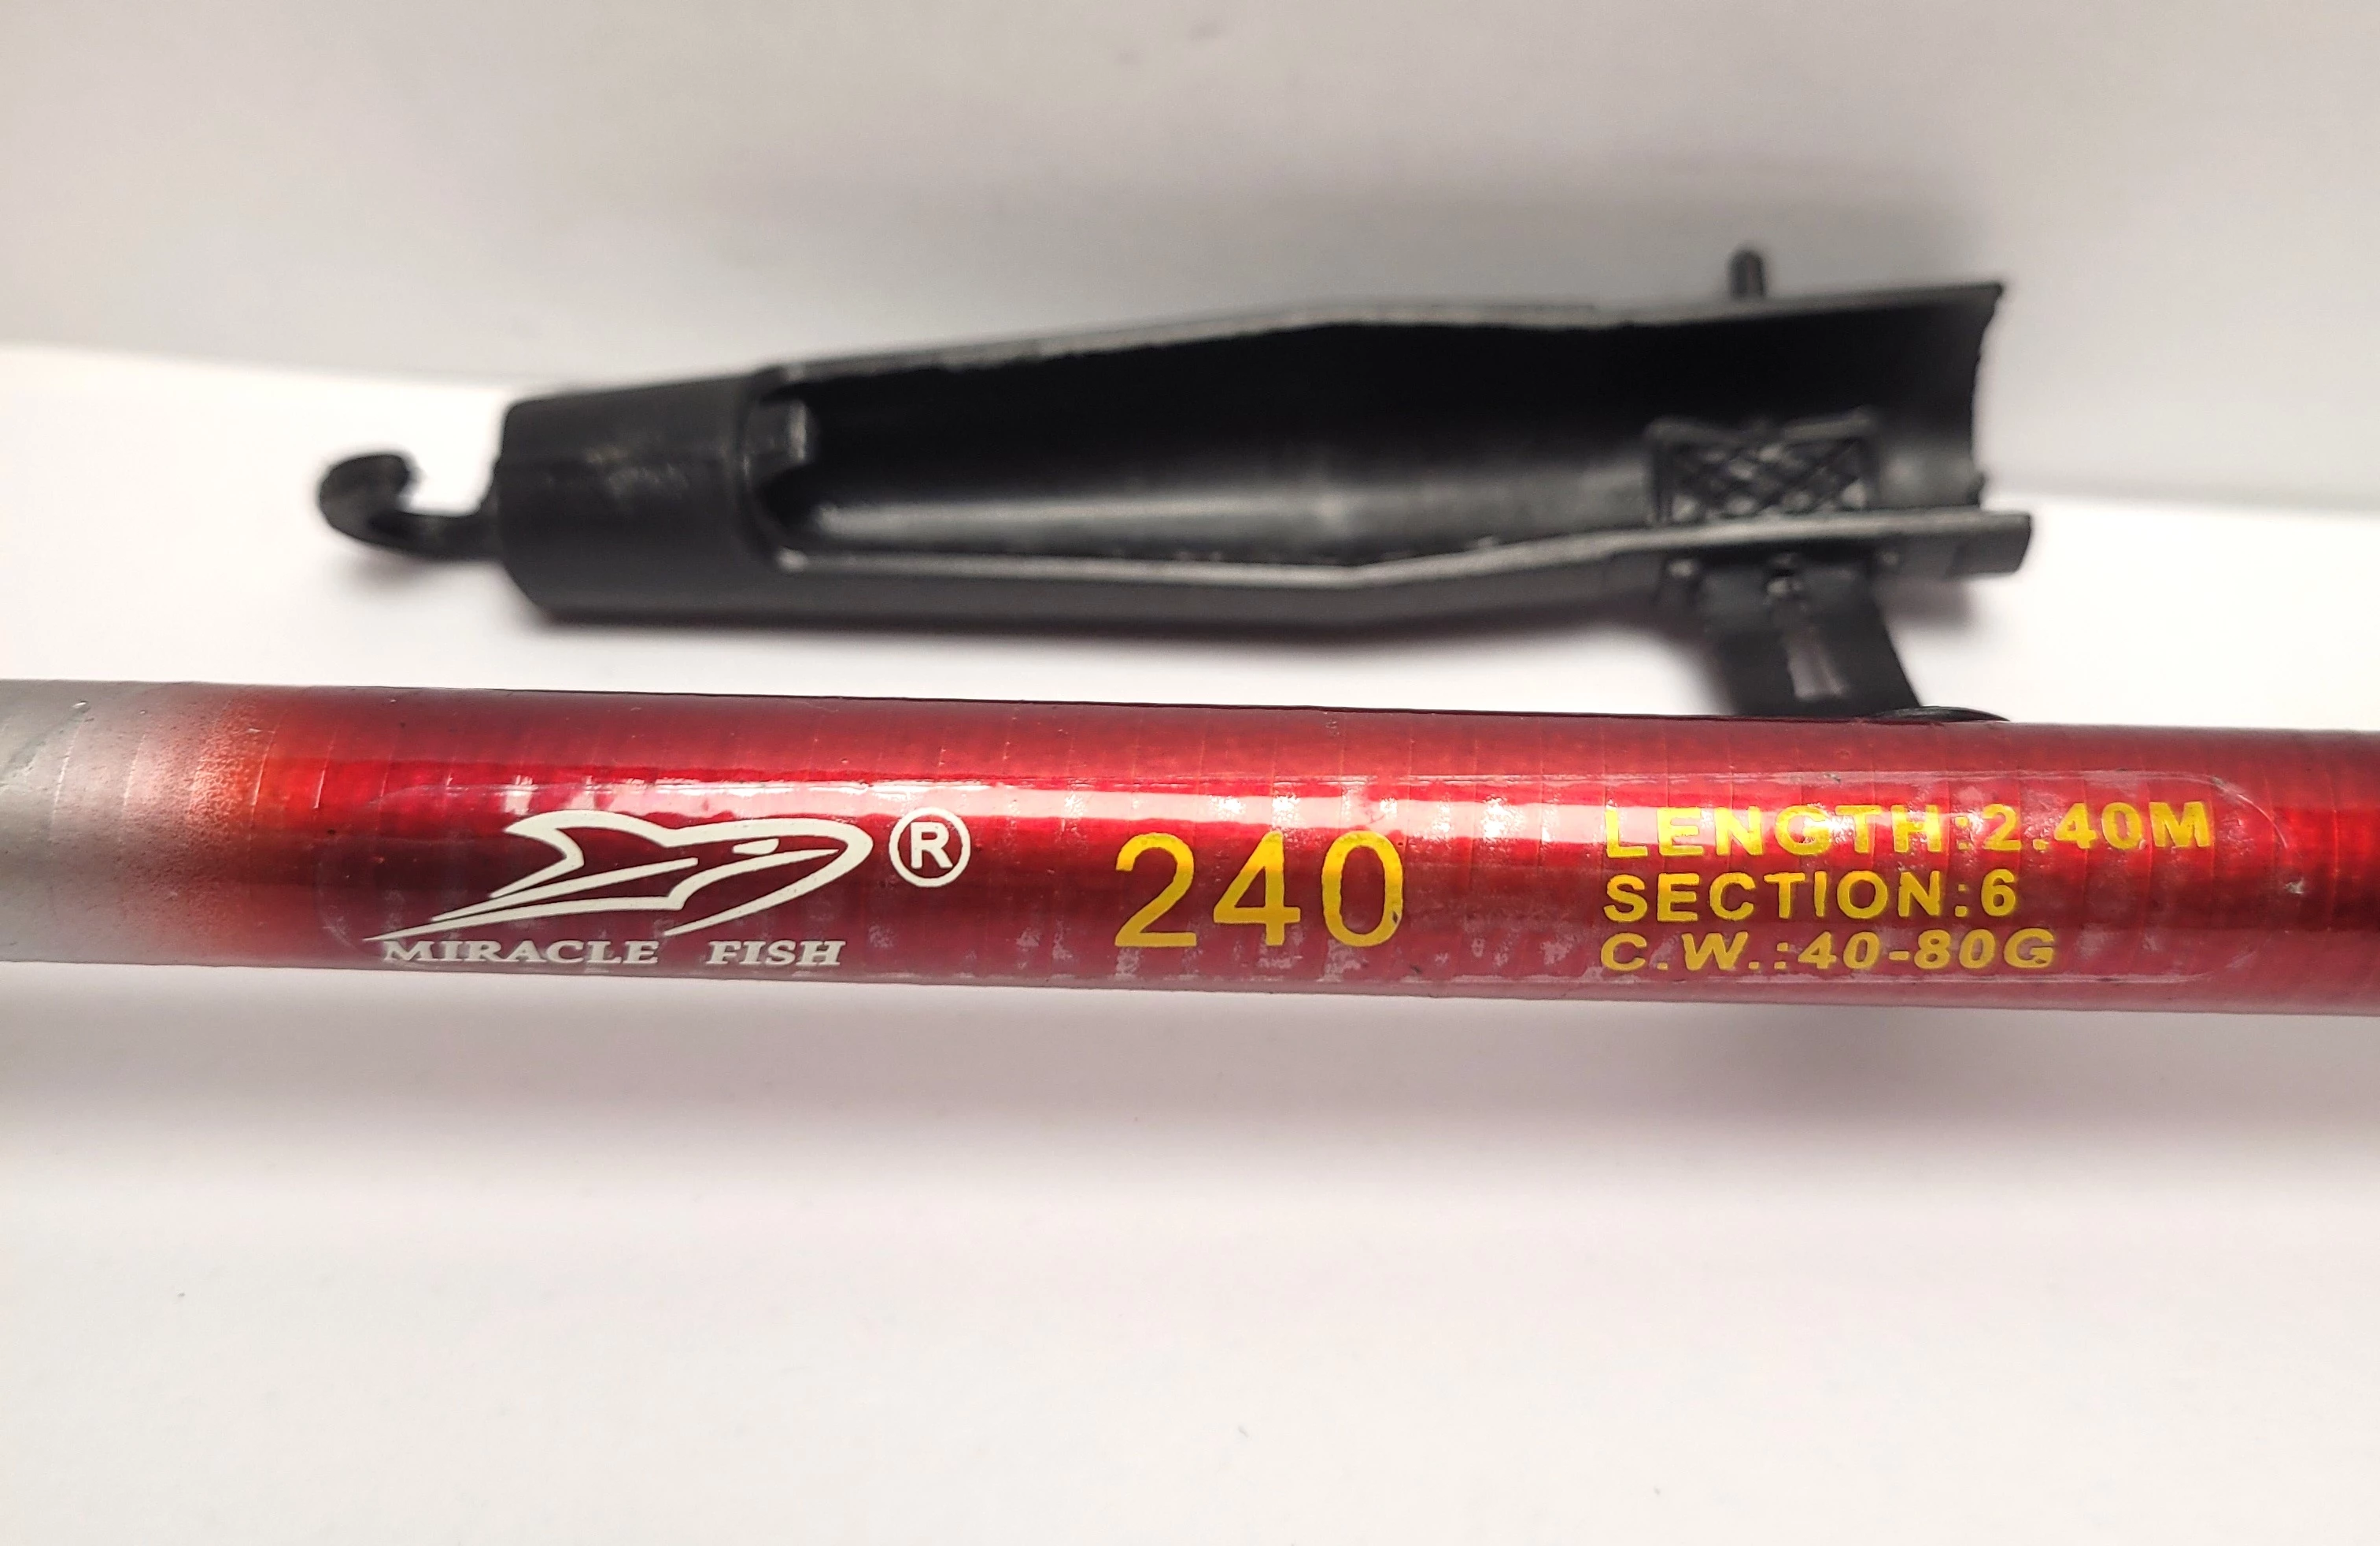 MIRACLE FISH
®
240
LENGTH:2.40M
SECTION:6
C.W.:40-80G